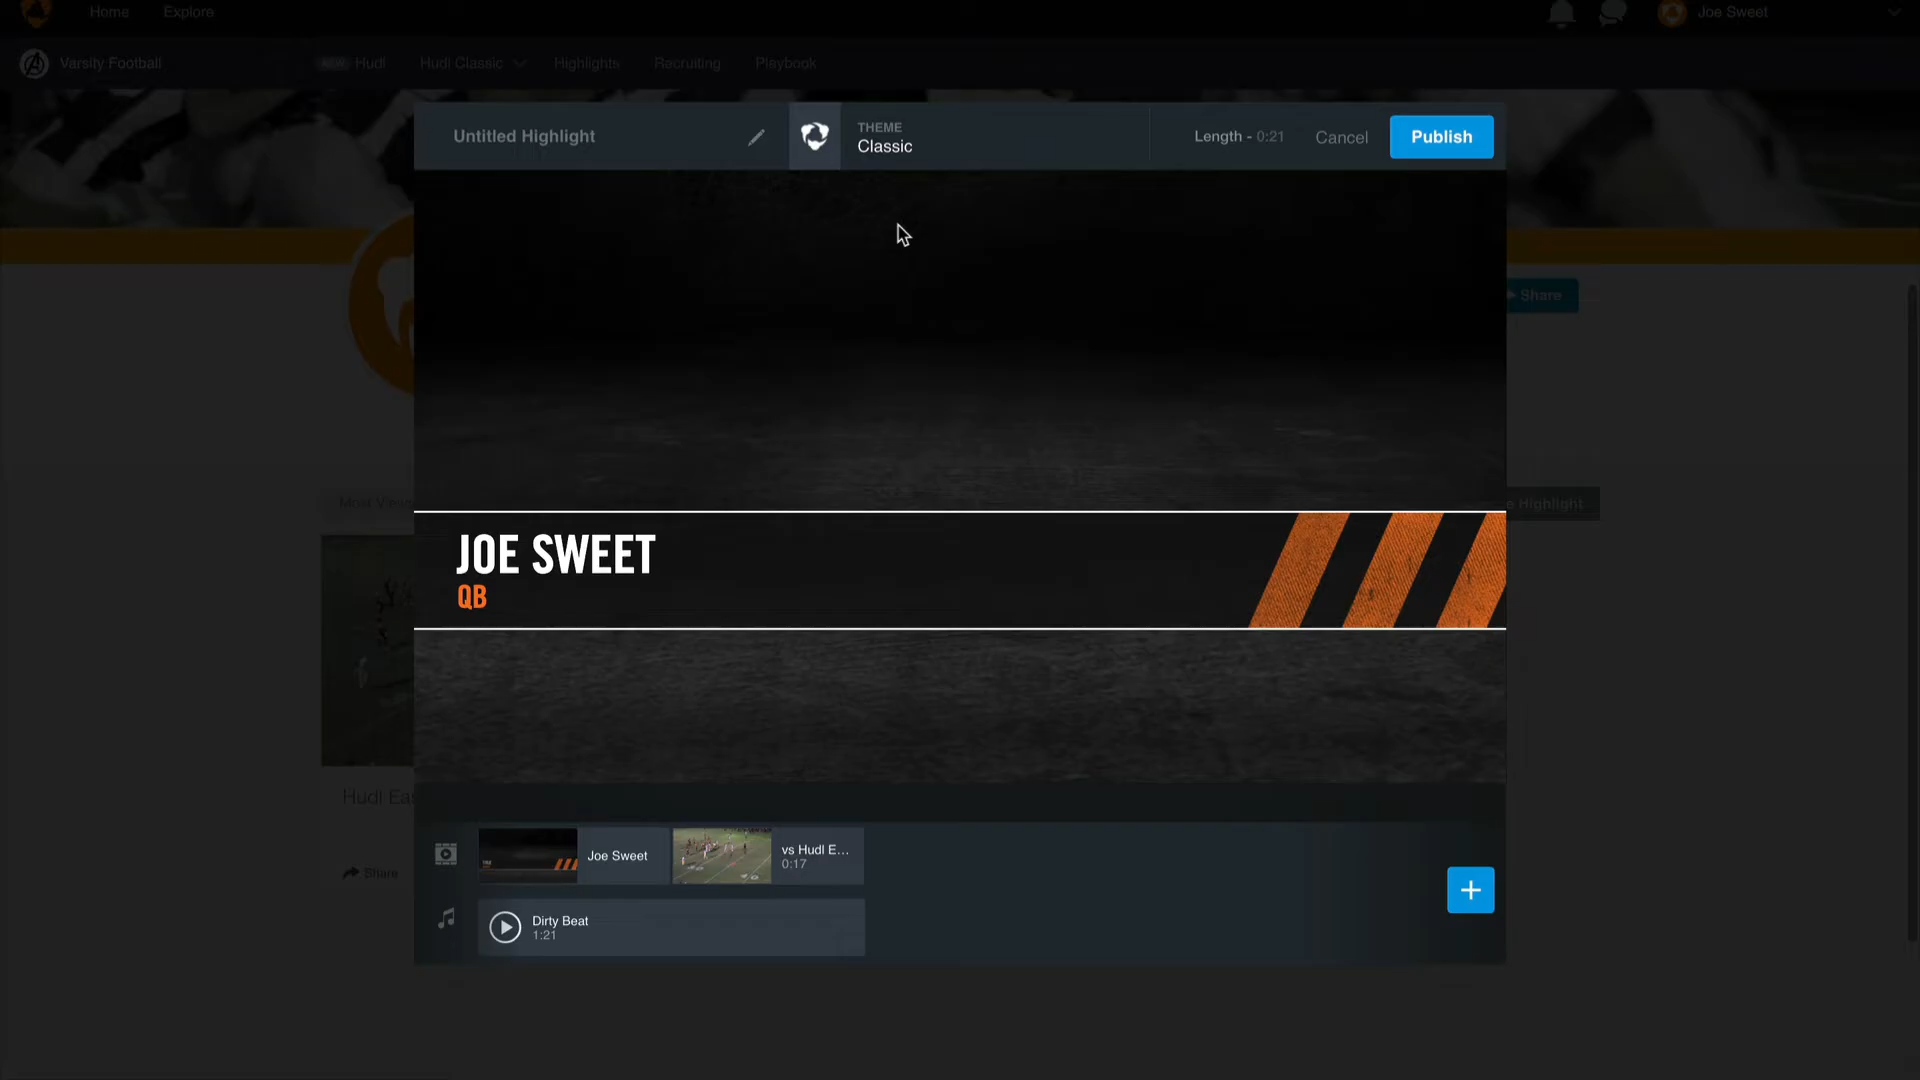 Home Explore Joe Sweet
Varsity Football Hudl Hudl Classic Highlights Recruiting Playbook
Untitled Highlight
THEME
Classic
Length - 0:21 Cancel Publish
Share
Highlight
JOE SWEET
QB
Joe Sweet
vs Hudl E...
0:17
Share
Dirty Beat
1:21